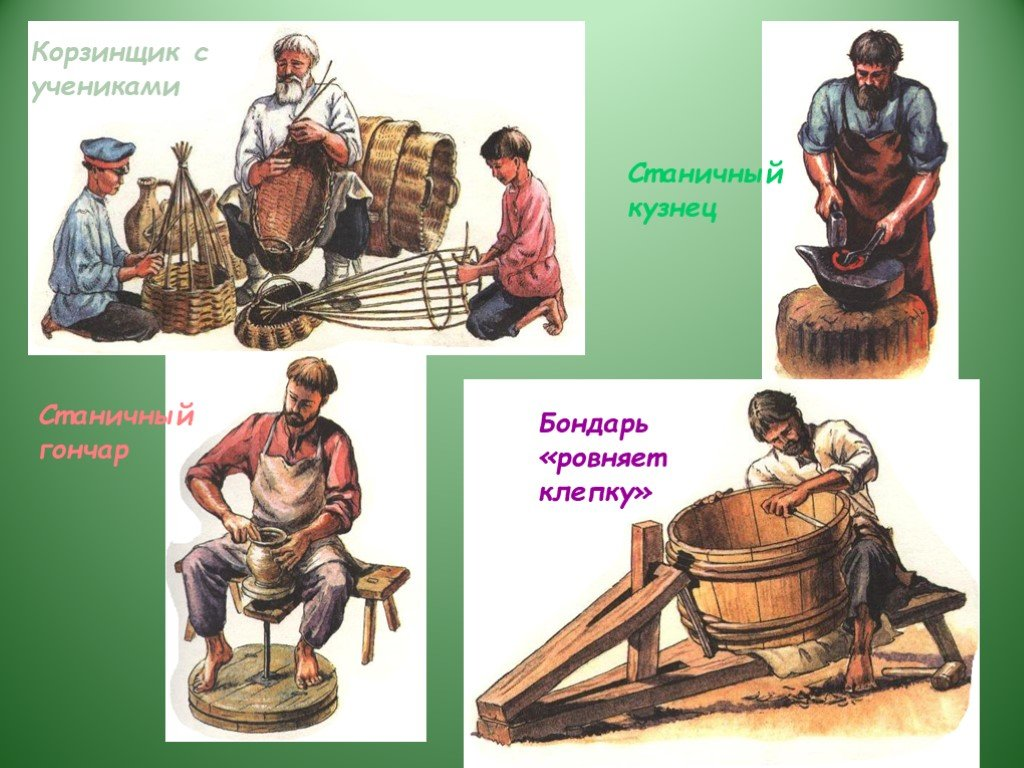 Корзинщик с
учениками
Станичный
кузнец
Станичный
гончар
Бондарь
«ровняет
клепку»